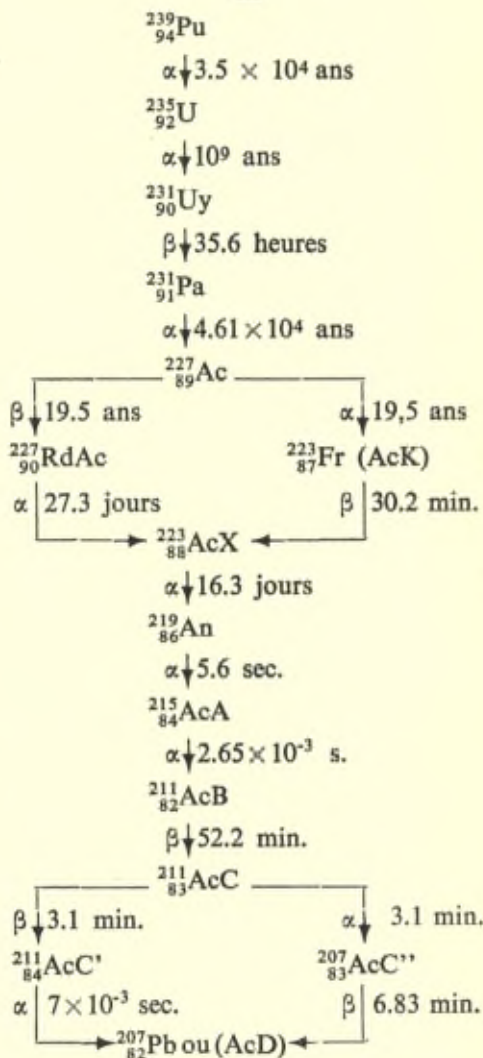 ²³⁹₉₄Pu
α 3.5 × 10⁴ ans
²³⁵₉₂U
α 10⁹ ans
²³¹₉₀Uy
β 35.6 heures
²³¹₉₁Pa
α 4.61 × 10⁴ ans
²²⁷₈₉Ac
β 19.5 ans α 19,5 ans
²²⁷₉₀RdAc ²²³₈₇Fr (AcK)
α 27.3 jours β 30.2 min.
²²³₈₈AcX
α 16.3 jours
²¹⁹₈₆An
α 5.6 sec.
²¹⁵₈₄AcA
α 2.65 × 10⁻³ s.
²¹¹₈₂AcB
β 52.2 min.
²¹¹₈₃AcC
β 3.1 min. α 3.1 min.
²¹¹₈₄AcC' ²⁰⁷₈₃AcC’’
α 7 × 10⁻³ sec. β 6.83 min.
²⁰⁷₈₂Pb ou (AcD)